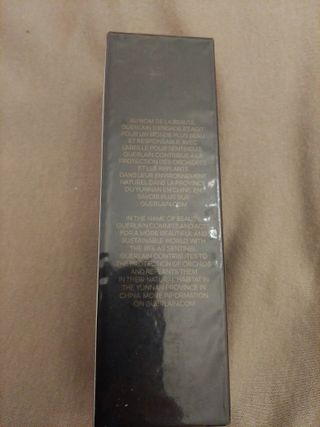 AU NOM DE LA BEAUTÉ,
GUERLAIN S'ENGAGE ET AGIT
POUR UN MONDE PLUS BEAU
ET RESPONSABLE. AVEC
L'ABEILLE POUR SENTINELLE,
GUERLAIN CONTRIBUE À LA
PROTECTION DES ORCHIDÉES
ET LES REPLANTE
DANS LEUR ENVIRONNEMENT
NATUREL DANS LA PROVINCE
DU YUNNAN EN CHINE. EN
SAVOIR PLUS SUR
GUERLAIN.COM
IN THE NAME OF BEAUTY,
GUERLAIN COMMITS AND ACTS
FOR A MORE BEAUTIFUL AND
SUSTAINABLE WORLD. WITH
THE BEE AS SENTINEL,
GUERLAIN CONTRIBUTES TO
THE PROTECTION OF ORCHIDS
AND REPLANTS THEM
IN THEIR NATURAL HABITAT IN
THE YUNNAN PROVINCE IN
CHINA. MORE INFORMATION
ON GUERLAIN.COM